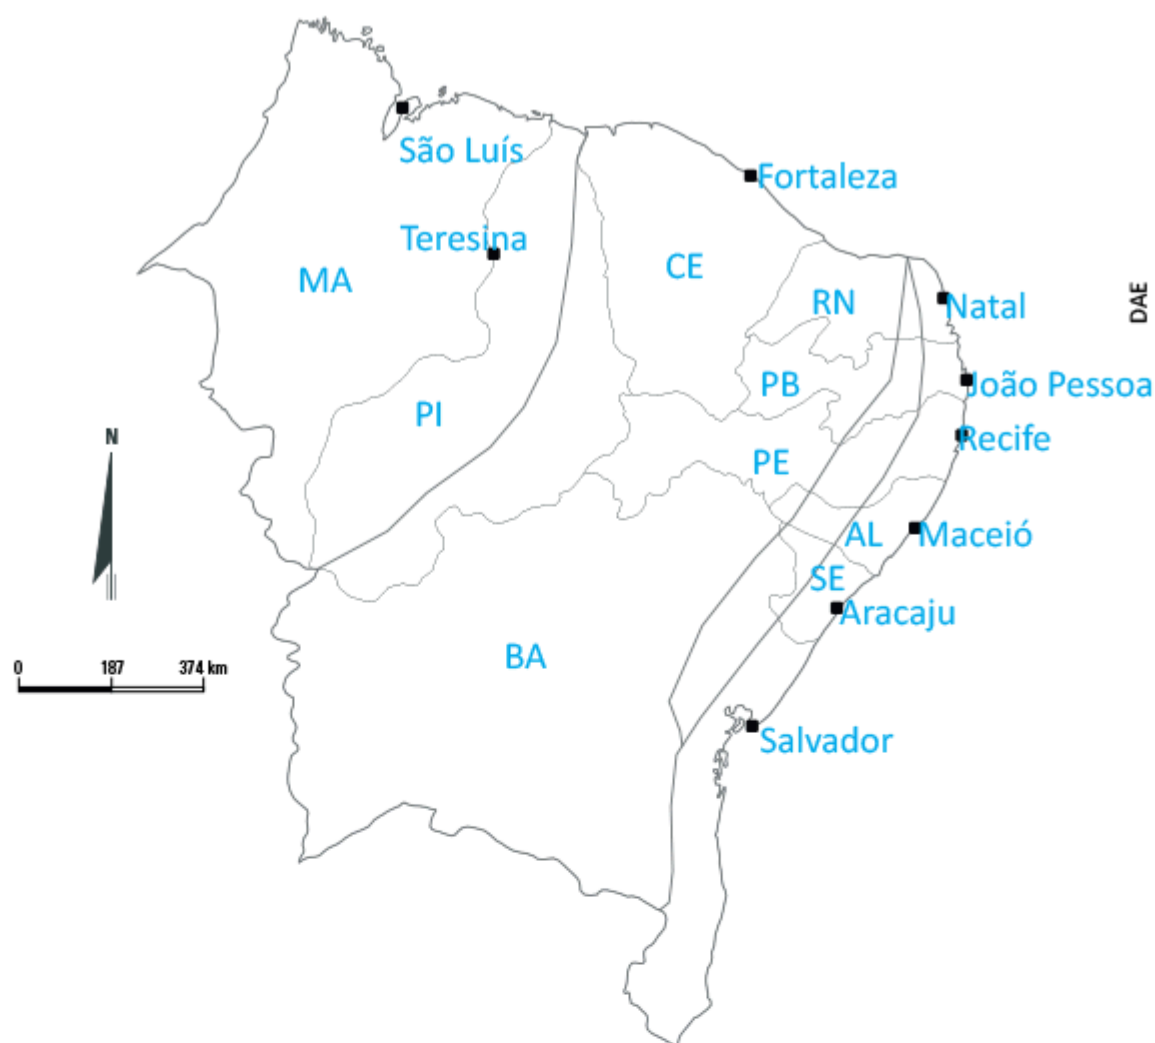 São Luís
Fortaleza
Teresina
MA
CE
RN
Natal
DAE
PB
João Pessoa
PI
N
Recife
PE
AL
Maceió
SE
Aracaju
BA
0 187 374 km
Salvador